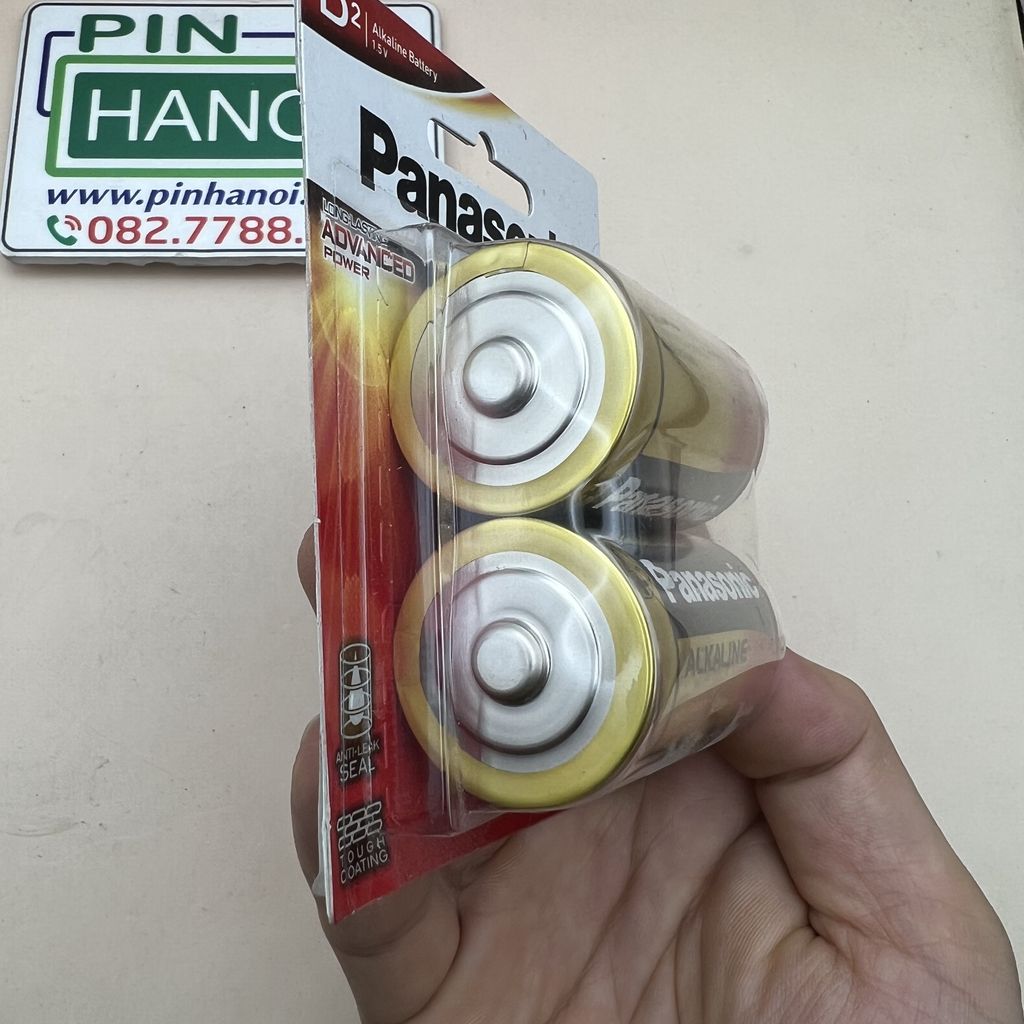 PIN
HANO
www.pinhanoi.
082.7788.
D2
Alkaline Battery
1.5V
Panasonic
LONG LASTING
ADVANCED
POWER
Panasonic
Panasonic
ALKALINE
ANTI-LEAK
SEAL
TOUGH
COATING